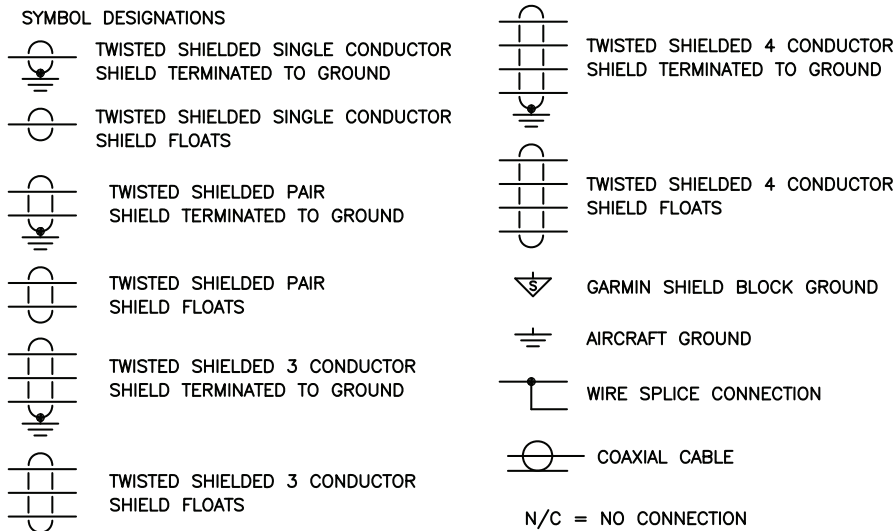 SYMBOL DESIGNATIONS
TWISTED SHIELDED SINGLE CONDUCTOR
SHIELD TERMINATED TO GROUND
TWISTED SHIELDED SINGLE CONDUCTOR
SHIELD FLOATS
TWISTED SHIELDED PAIR
SHIELD TERMINATED TO GROUND
TWISTED SHIELDED PAIR
SHIELD FLOATS
TWISTED SHIELDED 3 CONDUCTOR
SHIELD TERMINATED TO GROUND
TWISTED SHIELDED 3 CONDUCTOR
SHIELD FLOATS
TWISTED SHIELDED 4 CONDUCTOR
SHIELD TERMINATED TO GROUND
TWISTED SHIELDED 4 CONDUCTOR
SHIELD FLOATS
S
GARMIN SHIELD BLOCK GROUND
AIRCRAFT GROUND
WIRE SPLICE CONNECTION
COAXIAL CABLE
N/C = NO CONNECTION